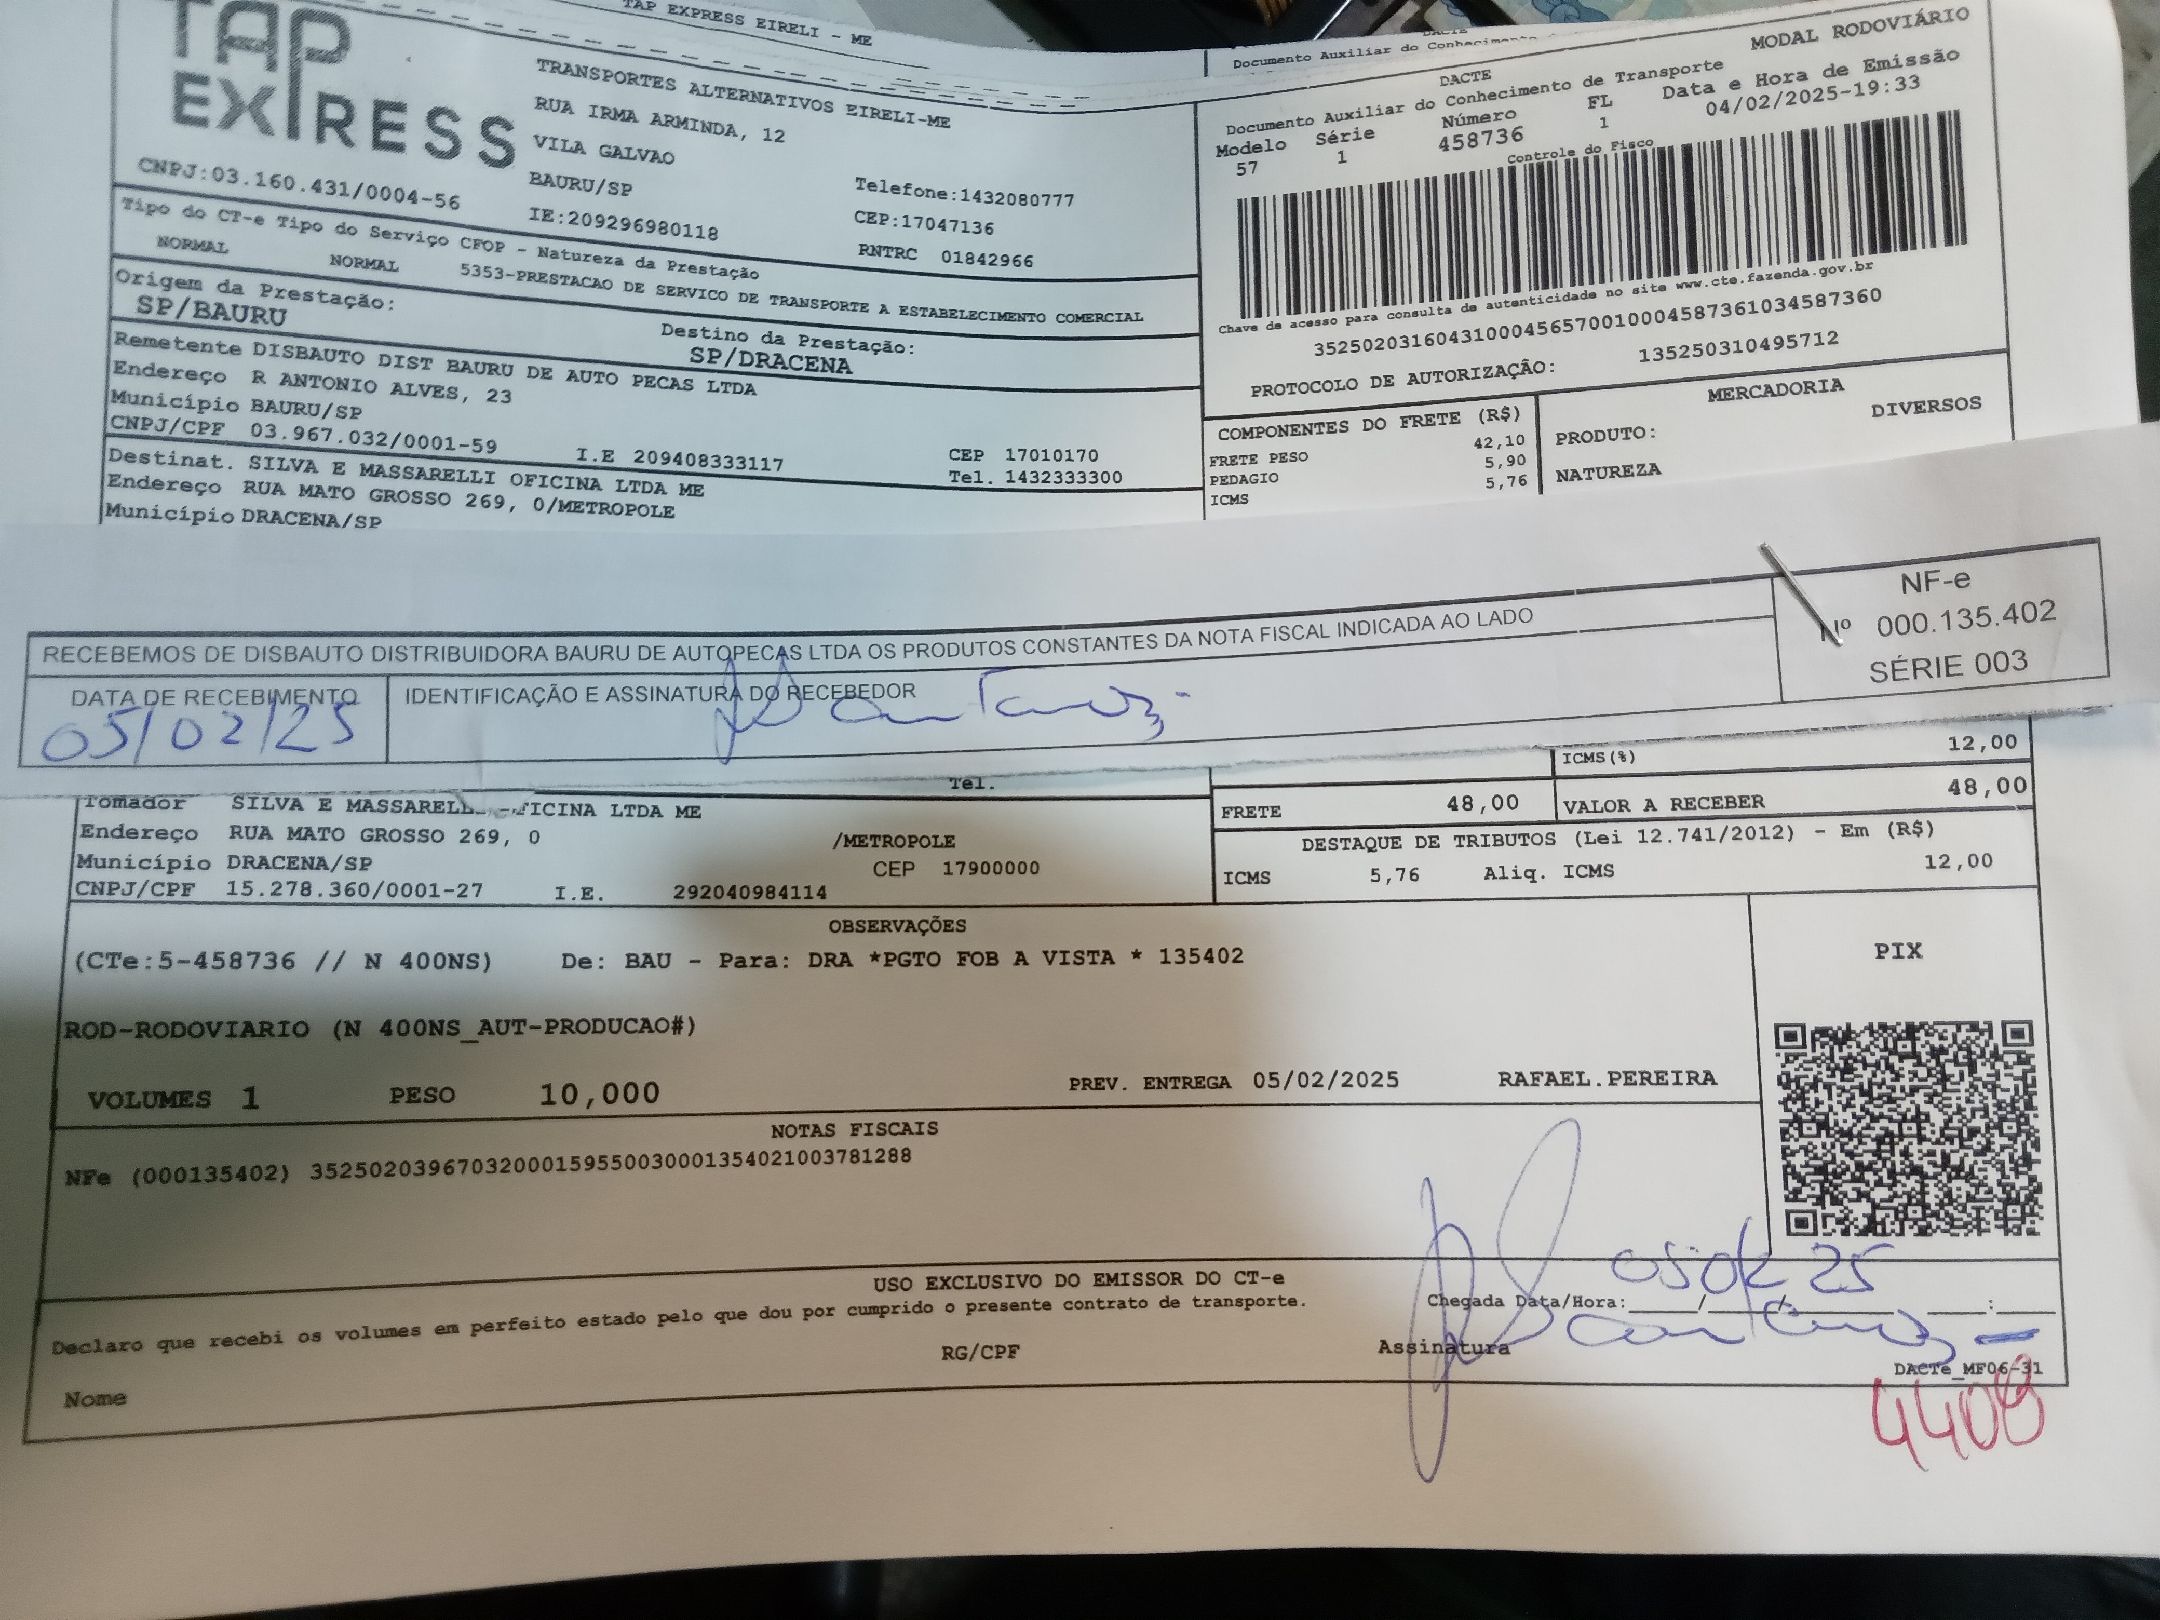 TAP EXPRESS EIRELI - ME
TAP
EXPRESS
CNPJ:03.160.431/0004-56
TRANSPORTES ALTERNATIVOS EIRELI-ME
RUA IRMA ARMINDA, 12
VILA GALVAO
BAURU/SP
IE:209296980118
Telefone:1432080777
CEP:17047136
RNTRC 01842966
Tipo do CT-e Tipo do Serviço CFOP - Natureza da Prestação
NORMAL NORMAL 5353-PRESTACAO DE SERVICO DE TRANSPORTE A ESTABELECIMENTO COMERCIAL
Origem da Prestação:
SP/BAURU
Destino da Prestação:
SP/DRACENA
Remetente DISBAUTO DIST BAURU DE AUTO PECAS LTDA
Endereço R ANTONIO ALVES, 23
Município BAURU/SP
CNPJ/CPF 03.967.032/0001-59 I.E 209408333117
CEP 17010170
Tel. 1432333300
Destinat. SILVA E MASSARELLI OFICINA LTDA ME
Endereço RUA MATO GROSSO 269, 0/METROPOLE
Município DRACENA/SP
DACTE
Documento Auxiliar do Conhecimento
MODAL RODOVIÁRIO
DACTE
Documento Auxiliar do Conhecimento de Transporte
Modelo Série Número FL Data e Hora de Emissão
57 1 458736 1 04/02/2025-19:33
Controle do Fisco
Chave de acesso para consulta de autenticidade no site www.cte.fazenda.gov.br
35250203160431000456570010004587361034587360
PROTOCOLO DE AUTORIZAÇÃO: 135250310495712
COMPONENTES DO FRETE (R$)
FRETE PESO 42,10
PEDAGIO 5,90
ICMS 5,76
MERCADORIA
PRODUTO: DIVERSOS
NATUREZA
RECEBEMOS DE DISBAUTO DISTRIBUIDORA BAURU DE AUTOPECAS LTDA OS PRODUTOS CONSTANTES DA NOTA FISCAL INDICADA AO LADO
DATA DE RECEBIMENTO
05/02/25
IDENTIFICAÇÃO E ASSINATURA DO RECEBEDOR
NF-e
Nº 000.135.402
SÉRIE 003
Tel.
ICMS(%) 12,00
FRETE 48,00 VALOR A RECEBER 48,00
DESTAQUE DE TRIBUTOS (Lei 12.741/2012) - Em (R$)
ICMS 5,76 Aliq. ICMS 12,00
Tomador SILVA E MASSARELL FICINA LTDA ME
Endereço RUA MATO GROSSO 269, 0 /METROPOLE
Município DRACENA/SP CEP 17900000
CNPJ/CPF 15.278.360/0001-27 I.E. 292040984114
OBSERVAÇÕES
(CTe:5-458736 // N 400NS) De: BAU - Para: DRA *PGTO FOB A VISTA * 135402
PIX
ROD-RODOVIARIO (N 400NS_AUT-PRODUCAO#)
VOLUMES 1 PESO 10,000 PREV. ENTREGA 05/02/2025 RAFAEL.PEREIRA
NOTAS FISCAIS
NFe (000135402) 35250203967032000159550030001354021003781288
USO EXCLUSIVO DO EMISSOR DO CT-e
Declaro que recebi os volumes em perfeito estado pelo que dou por cumprido o presente contrato de transporte.
Chegada Data/Hora:____/____/____ ____:____
05 02 25
Nome RG/CPF Assinatura
DACTe_MF06-31
4408